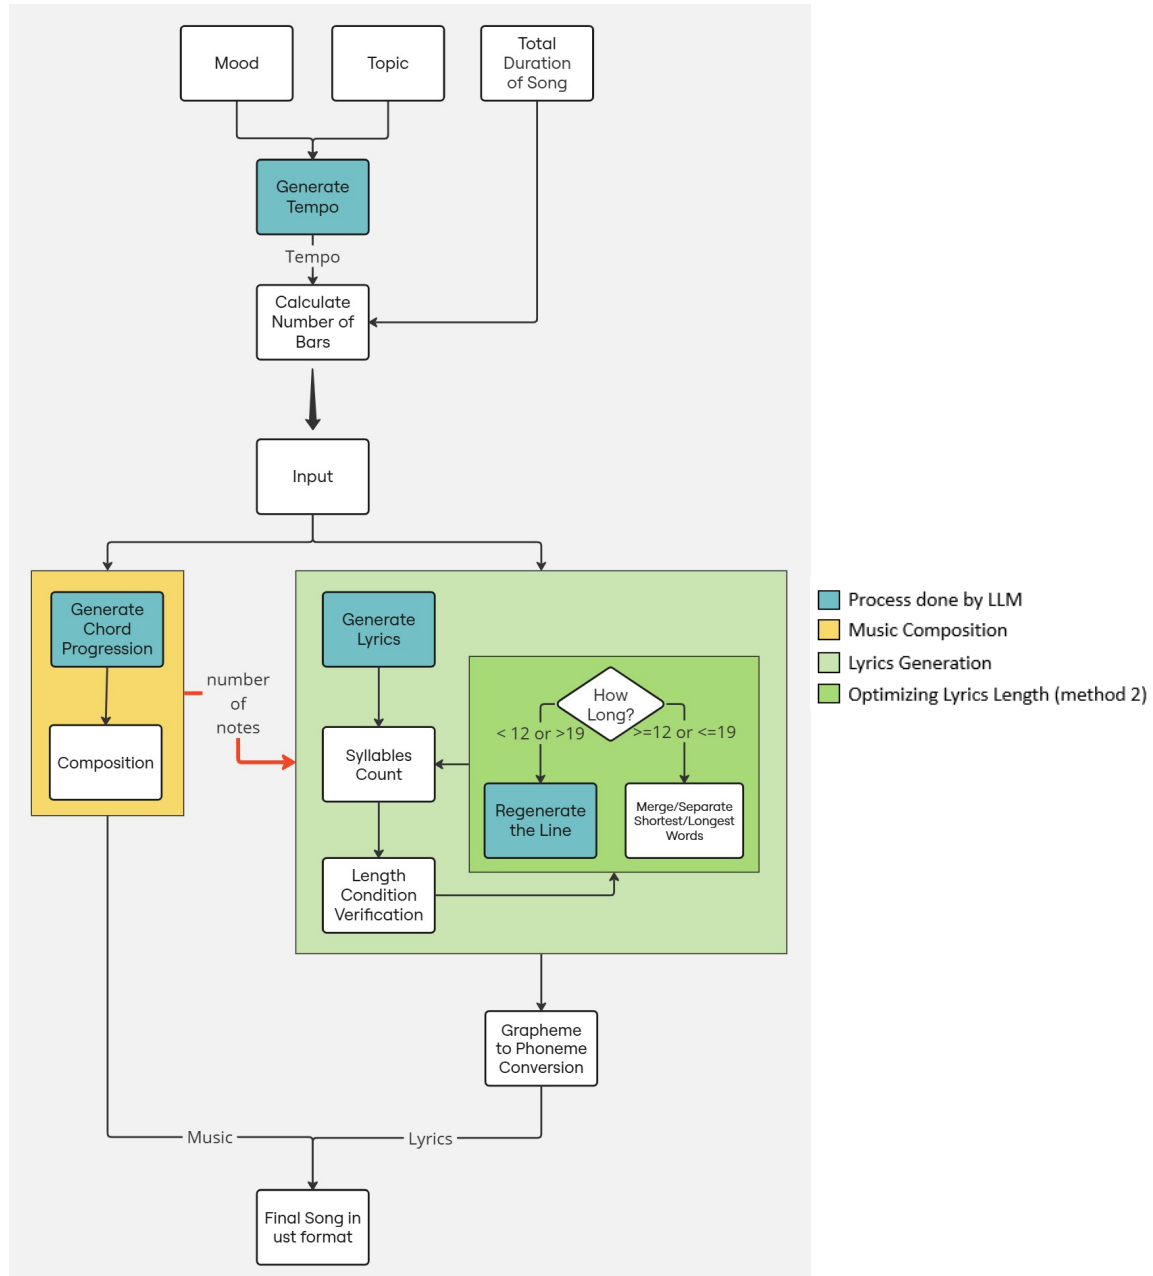 Mood
Topic
Total
Duration
of Song
Generate
Tempo
Tempo
Calculate
Number of
Bars
Input
Generate
Chord
Progression
Composition
number
of
notes
Generate
Lyrics
Syllables
Count
Length
Condition
Verification
How
Long?
< 12 or >19
>=12 or <=19
Regenerate
the Line
Merge/Separate
Shortest/Longest
Words
Process done by LLM
Music Composition
Lyrics Generation
Optimizing Lyrics Length (method 2)
Grapheme
to Phoneme
Conversion
Music
Lyrics
Final Song in
ust format